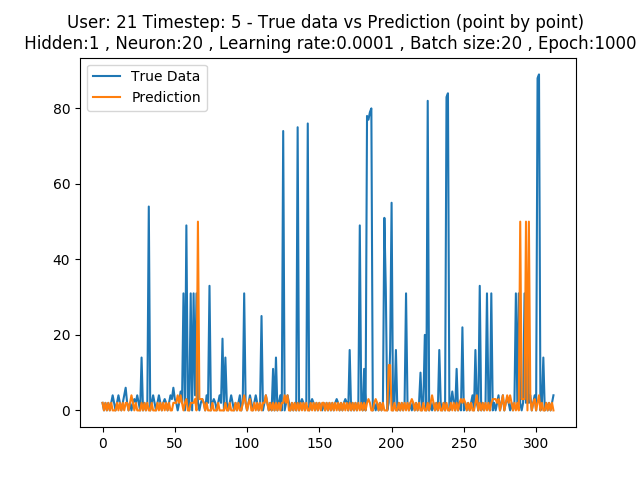 User: 21 Timestep: 5 - True data vs Prediction (point by point)
Hidden:1 , Neuron:20 , Learning rate:0.0001 , Batch size:20 , Epoch:1000
True Data
Prediction
80
60
40
20
0
0 50 100 150 200 250 300